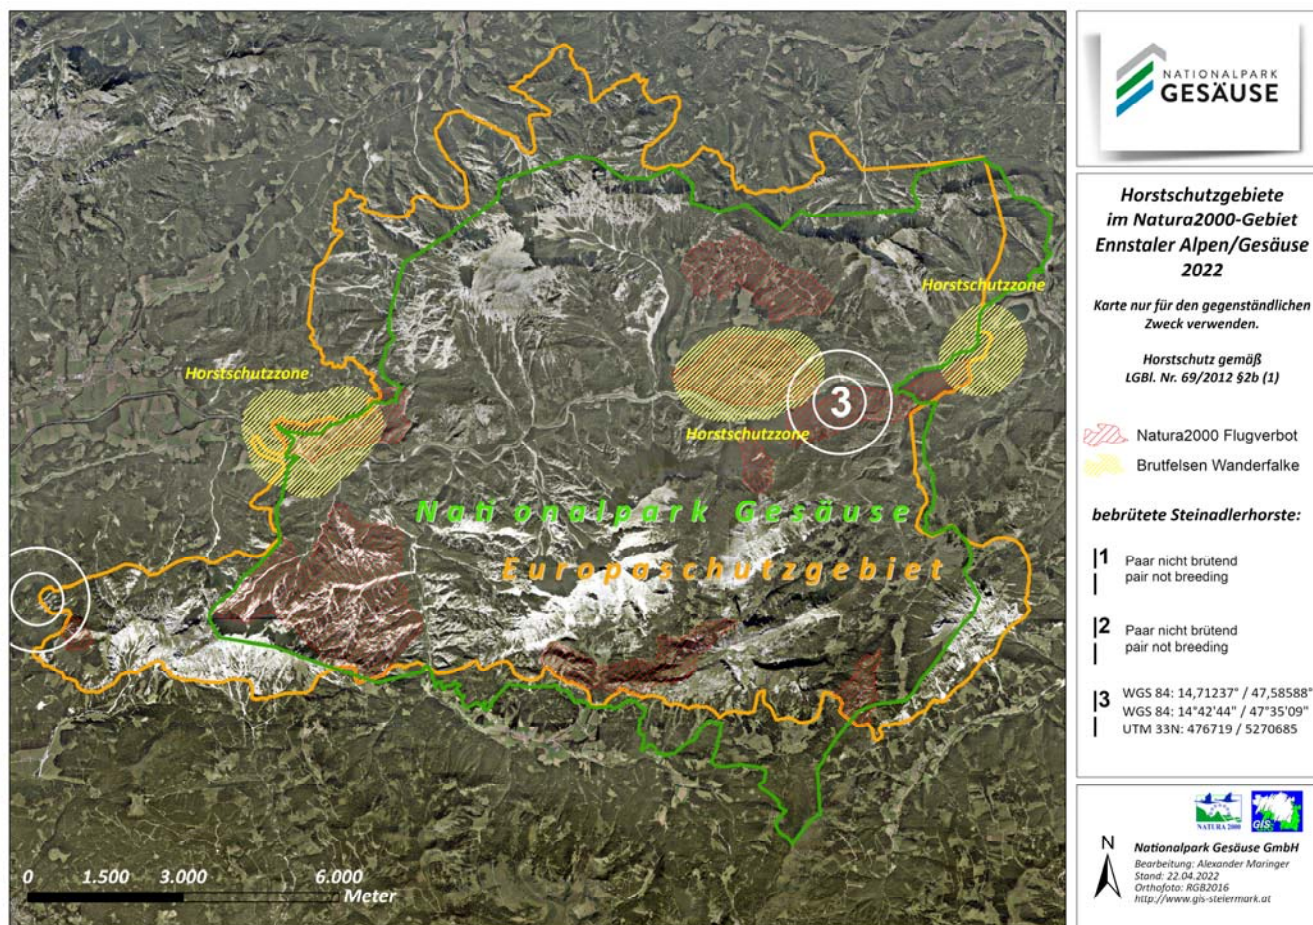 Horstschutzzone
Horstschutzzone
3
Horstschutzzone
Nationalpark Gesäuse
Europaschutzgebiet
0 1.500 3.000 6.000
Meter
NATIONALPARK
GESÄUSE
Horstschutzgebiete
im Natura2000-Gebiet
Ennstaler Alpen/Gesäuse
2022
Karte nur für den gegenständlichen
Zweck verwenden.
Horstschutz gemäß
LGBl. Nr. 69/2012 §2b (1)
Natura2000 Flugverbot
Brutfelsen Wanderfalke
bebrütete Steinadlerhorste:
1 Paar nicht brütend
pair not breeding
2 Paar nicht brütend
pair not breeding
3 WGS 84: 14,71237° / 47,58588°
WGS 84: 14°42'44" / 47°35'09"
UTM 33N: 476719 / 5270685
NATURA 2000
GIS
N
Nationalpark Gesäuse GmbH
Bearbeitung: Alexander Maringer
Stand: 22.04.2022
Orthofoto: RGB2016
http://www.gis-steiermark.at